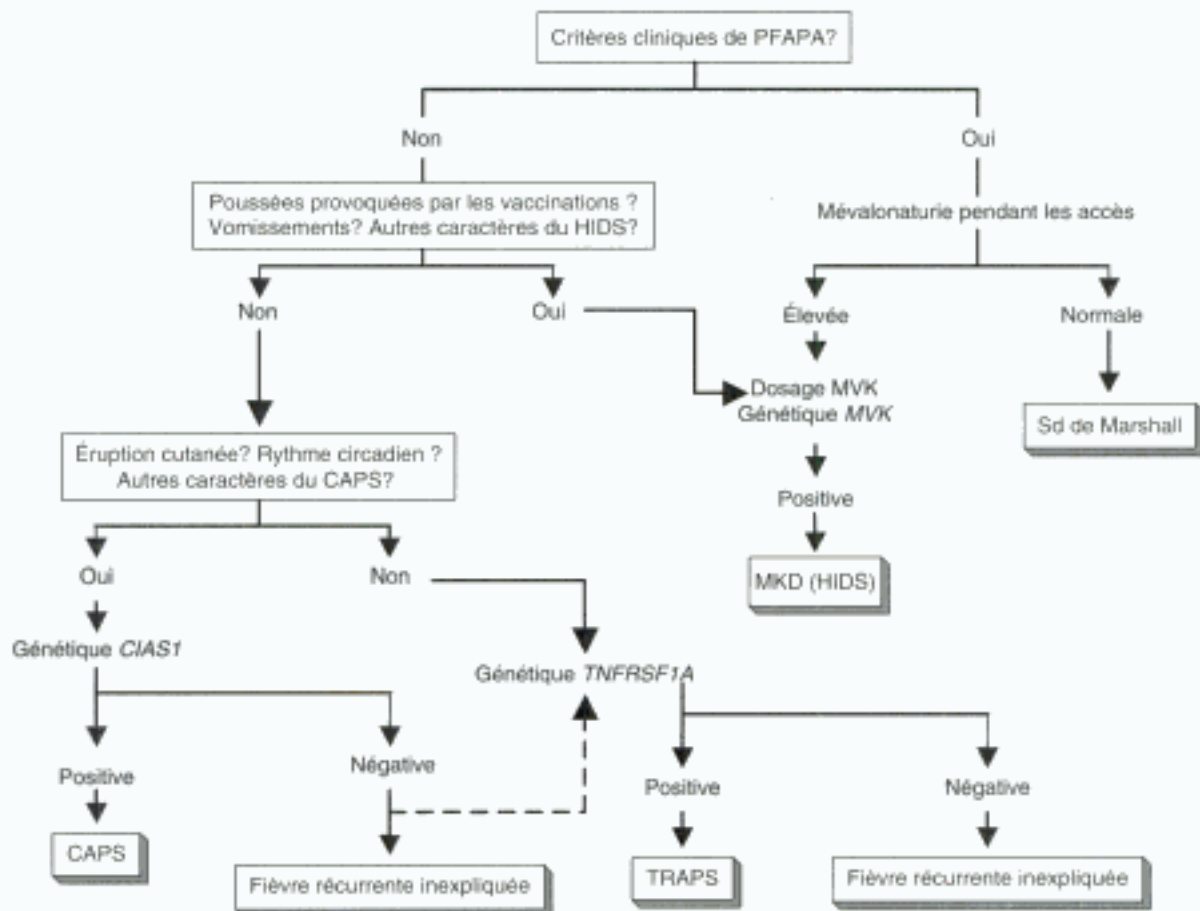 Critères cliniques de PFAPA?
Non
Oui
Poussées provoquées par les vaccinations ?
Vomissements? Autres caractères du HIDS?
Mévalonaturie pendant les accès
Non
Oui
Élevée
Normale
Dosage MVK
Génétique MVK
Sd de Marshall
Éruption cutanée? Rythme circadien ?
Autres caractères du CAPS?
Positive
Oui
Non
MKD (HIDS)
Génétique CIAS1
Génétique TNFRSF1A
Positive
Négative
Positive
Négative
CAPS
Fièvre récurrente inexpliquée
TRAPS
Fièvre récurrente inexpliquée